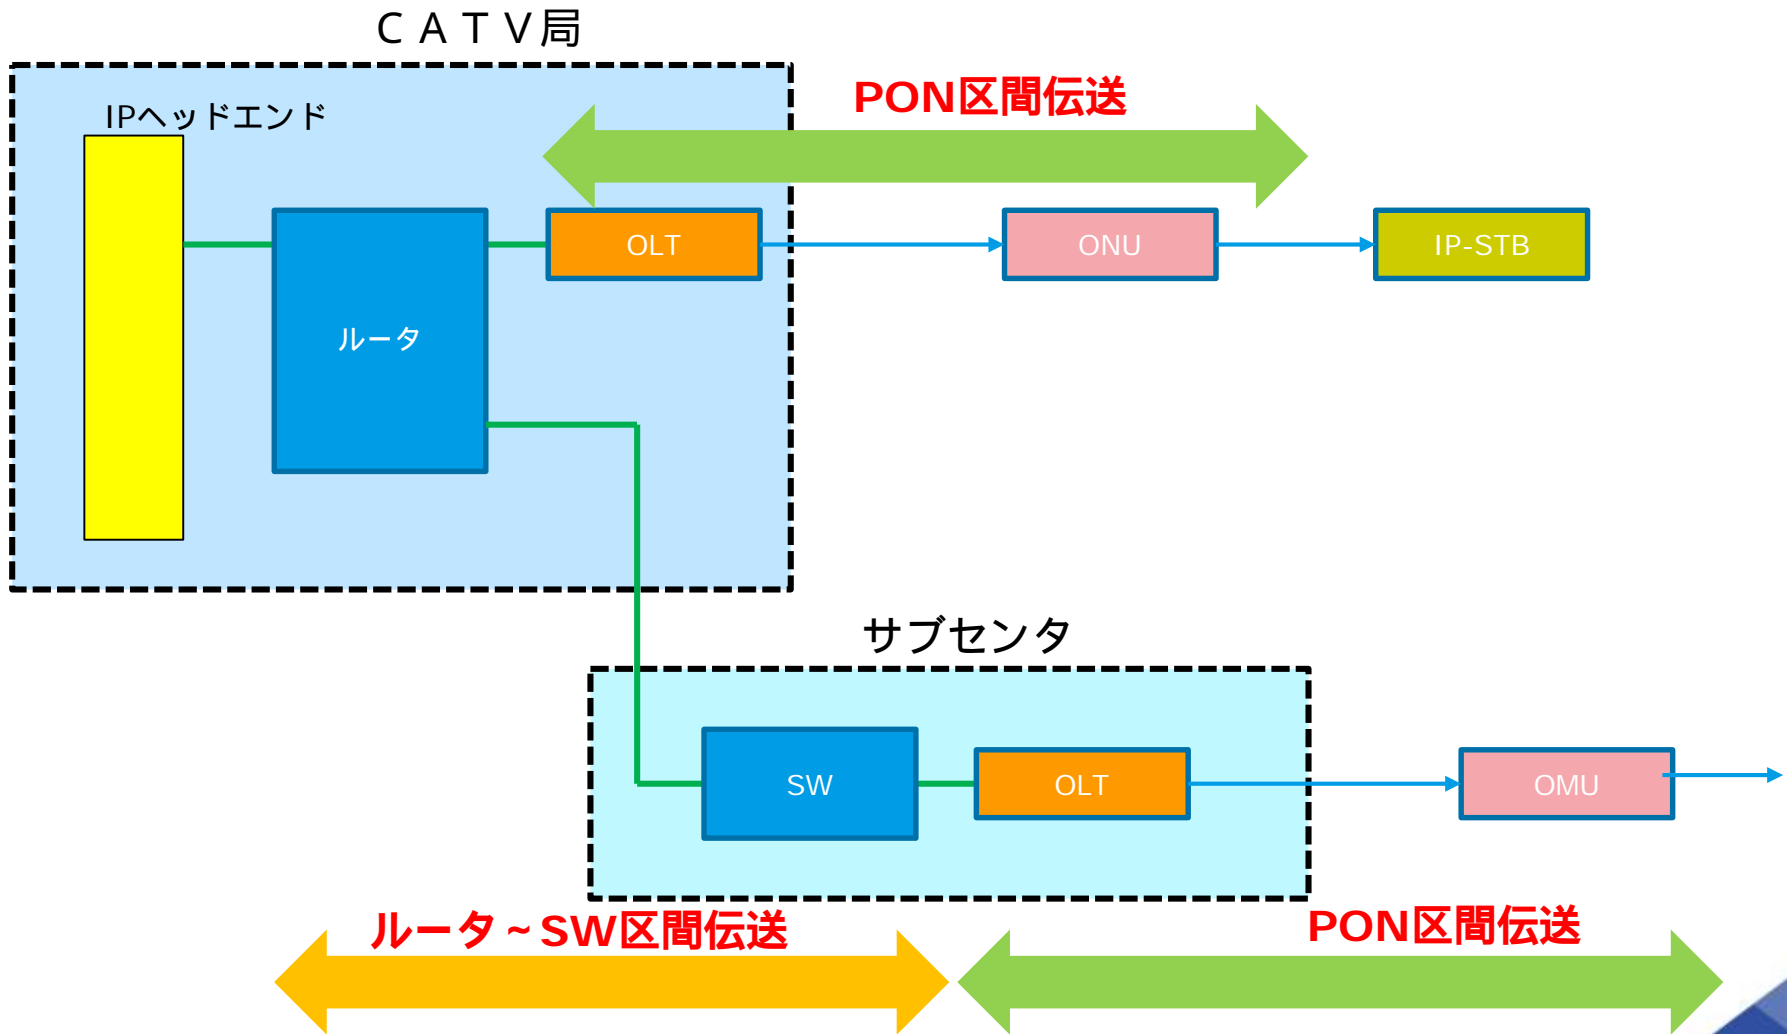 ＣＡＴＶ局
PON区間伝送
IPヘッドエンド
OLT
ONU
IP-STB
ルータ
サブセンタ
SW
OLT
OMU
ルータ~SW区間伝送
PON区間伝送